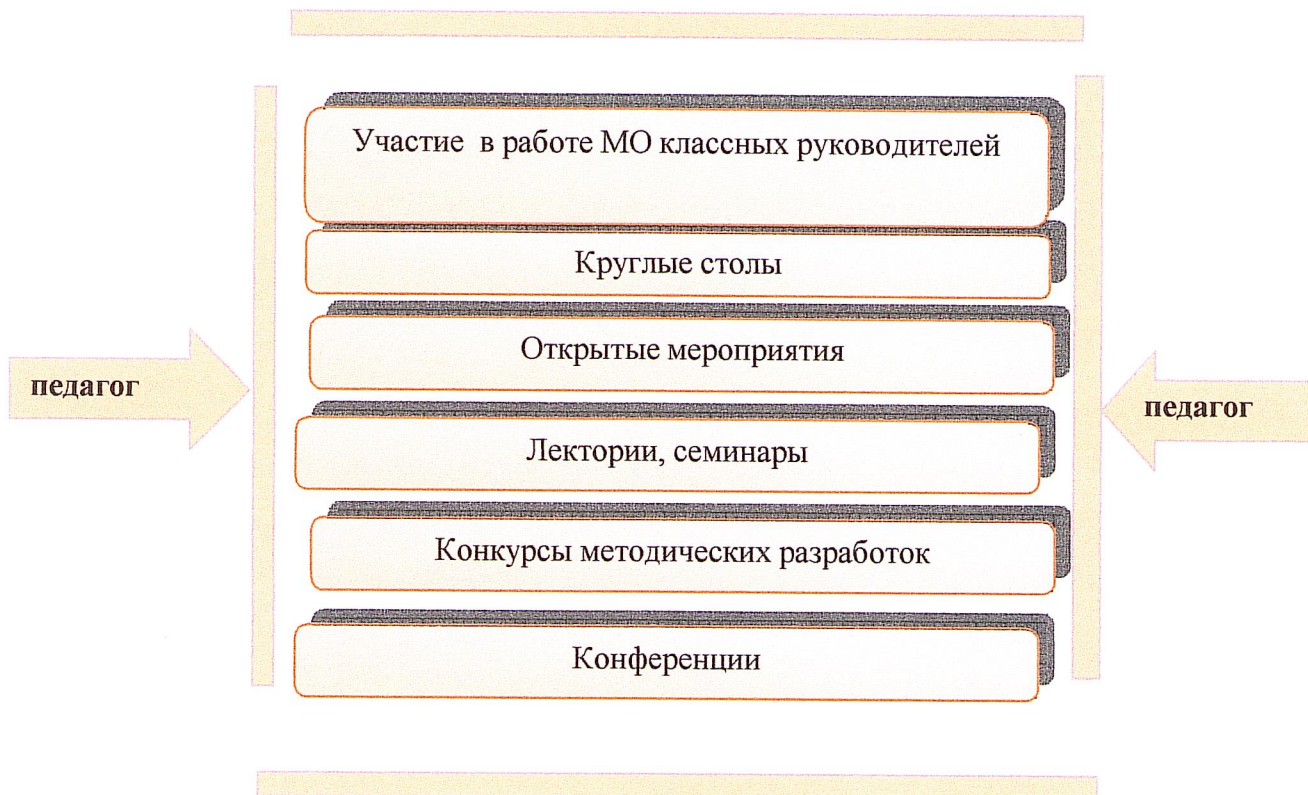 Участие в работе МО классных руководителей
Круглые столы
Открытые мероприятия
педагог
педагог
Лектории, семинары
Конкурсы методических разработок
Конференции